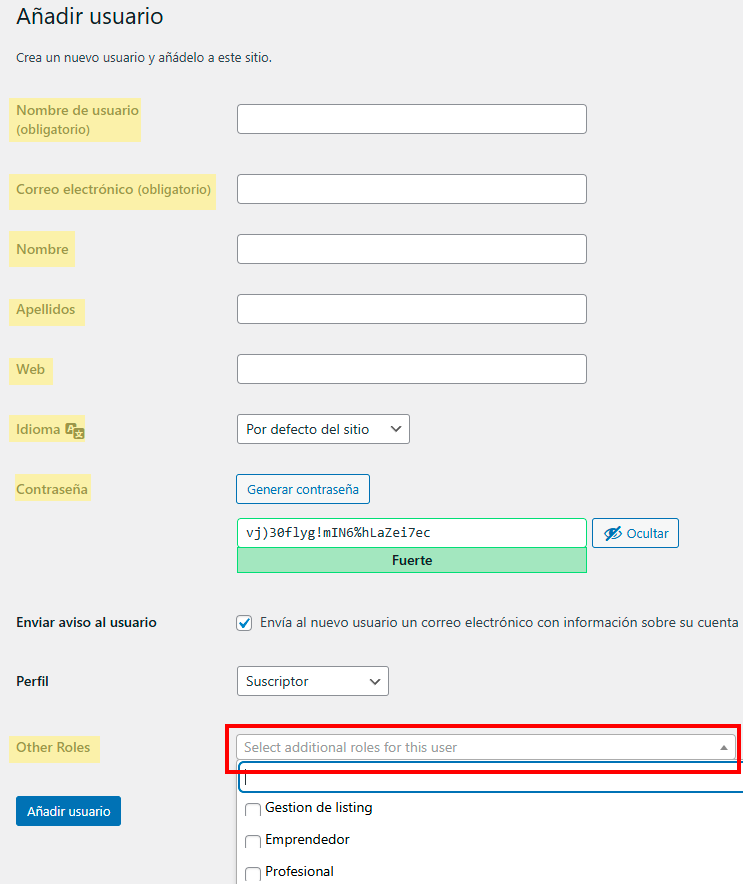 Añadir usuario
Crea un nuevo usuario y añádelo a este sitio.
Nombre de usuario
(obligatorio)
Correo electrónico (obligatorio)
Nombre
Apellidos
Web
Idioma
Por defecto del sitio
Contraseña
Generar contraseña
vj)30flyg!mIN6%hLaZei7ec
Ocultar
Fuerte
Enviar aviso al usuario
Envía al nuevo usuario un correo electrónico con información sobre su cuenta
Perfil
Suscriptor
Other Roles
Select additional roles for this user
Añadir usuario
Gestion de listing
Emprendedor
Profesional